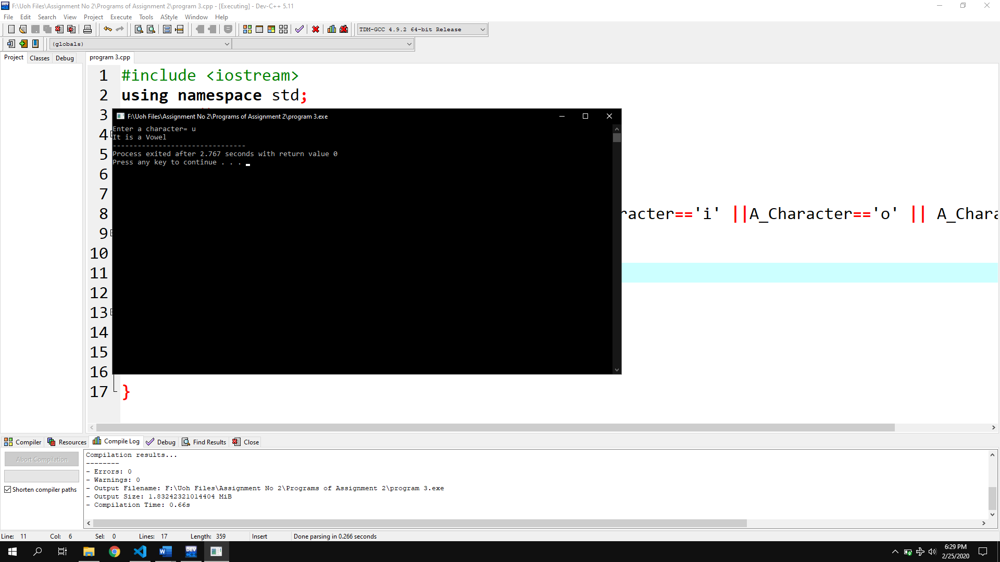 F:\Uoh Files\Assignment No 2\Programs of Assignment 2\program 3.cpp - [Executing] - Dev-C++ 5.11
File Edit Search View Project Execute Tools AStyle Window Help
TDM-GCC 4.9.2 64-bit Release
(globals)
Project Classes Debug
program 3.cpp
1 #include <iostream>
2 using namespace std;
3
F:\Uoh Files\Assignment No 2\Programs of Assignment 2\program 3.exe
Enter a character= u
4
It is a Vowel
--------------------------------
5
Process exited after 2.767 seconds with return value 0
Press any key to continue . . .
6
7
8 racter=='i' ||A_Character=='o' || A_Chara
9
10
11
12
13
14
15
16
17 }
Compiler Resources Compile Log Debug Find Results Close
Abort Compilation
Shorten compiler paths
Compilation results...
--------
- Errors: 0
- Warnings: 0
- Output Filename: F:\Uoh Files\Assignment No 2\Programs of Assignment 2\program 3.exe
- Output Size: 1.83242321014404 MiB
- Compilation Time: 0.66s
Line: 11 Col: 6 Sel: 0 Lines: 17 Length: 359 Insert Done parsing in 0.266 seconds
DEV
6:29 PM
2/25/2020